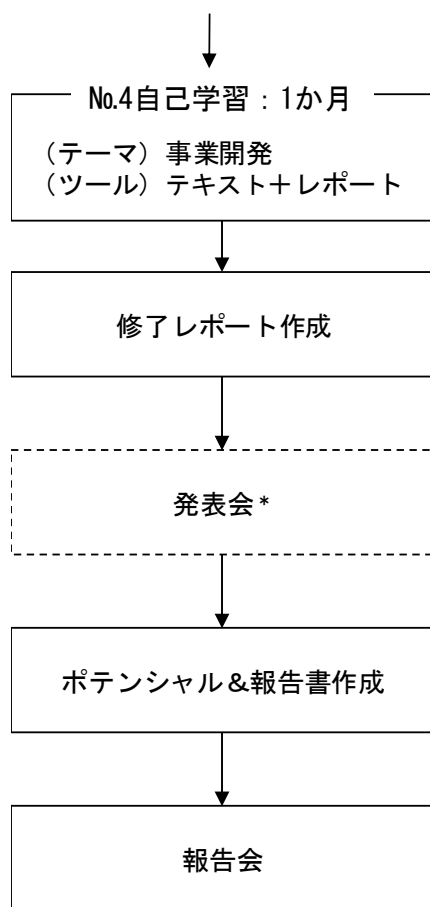 №4自己学習：1か月
（テーマ）事業開発
（ツール）テキスト＋レポート
修了レポート作成
発表会*
ポテンシャル＆報告書作成
報告会